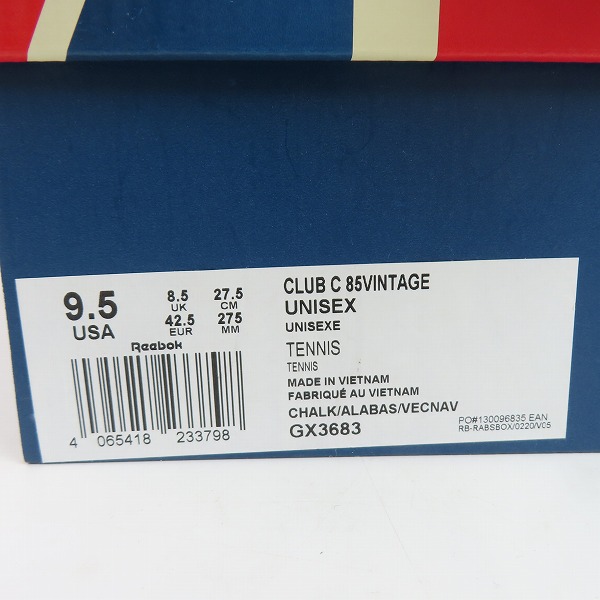 9.5
USA
8.5
UK
27.5
CM
42.5
EUR
275
MM
Reebok
4 065418 233798
CLUB C 85VINTAGE
UNISEX
UNISEXE
TENNIS
TENNIS
MADE IN VIETNAM
FABRIQUÉ AU VIETNAM
CHALK/ALABAS/VECNAV
GX3683
PO#130096835 EAN
RB-RABSBOX/0220/V05